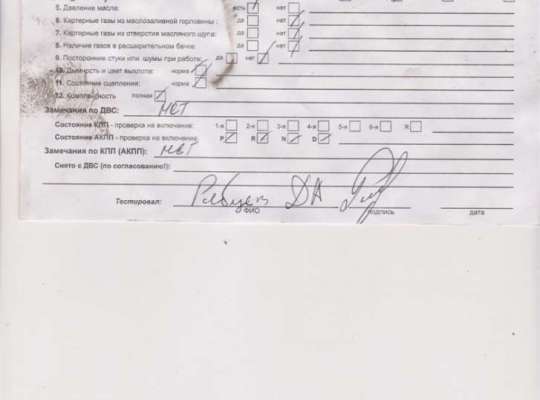 5. Давление масла: есть нет
6. Картерные газы из маслозаливной горловины : да нет
7. Картерные газы из отверстия масляного щупа: да нет
8. Наличие газов в расширительном бачке: да нет
9. Посторонние стуки или шумы при работе: да нет
10. Дымность и цвет выхлопа: норма
11. Состояние сцепления: норма
12. Комплектность полная
Замечания по ДВС: нет
Состояние КПП - проверка на включение: 1-я 2-я 3-я 4-я 5-я 6-я R
Состояние АКПП - проверка на включение: P R N D
Замечания по КПП (АКПП): нет
Снято с ДВС (по согласованию!):
Тестировал: ДА
ФИО подпись дата